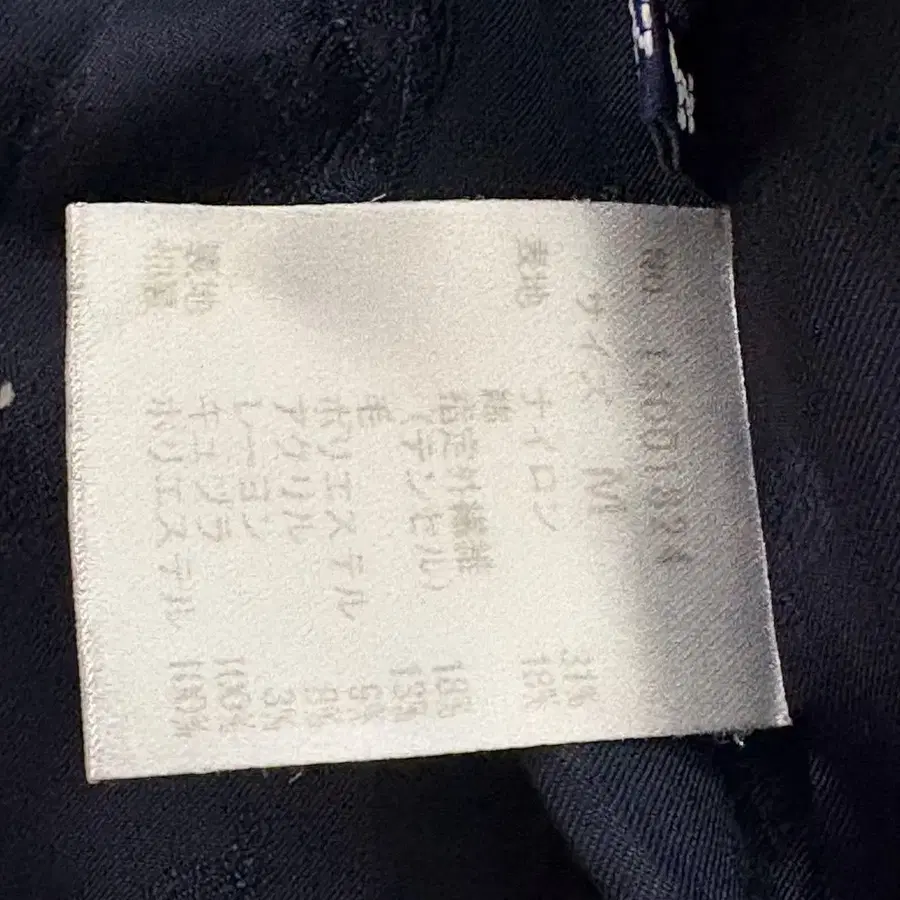 サイズ M
表地 ナイロン 31%
綿 18%
指定外繊維 18%
(テンセル)
毛 13%
ポリエステル 9%
アクリル 8%
レーヨン 3%
裏地 キュプラ 100%
袖裏 ポリエステル 100%